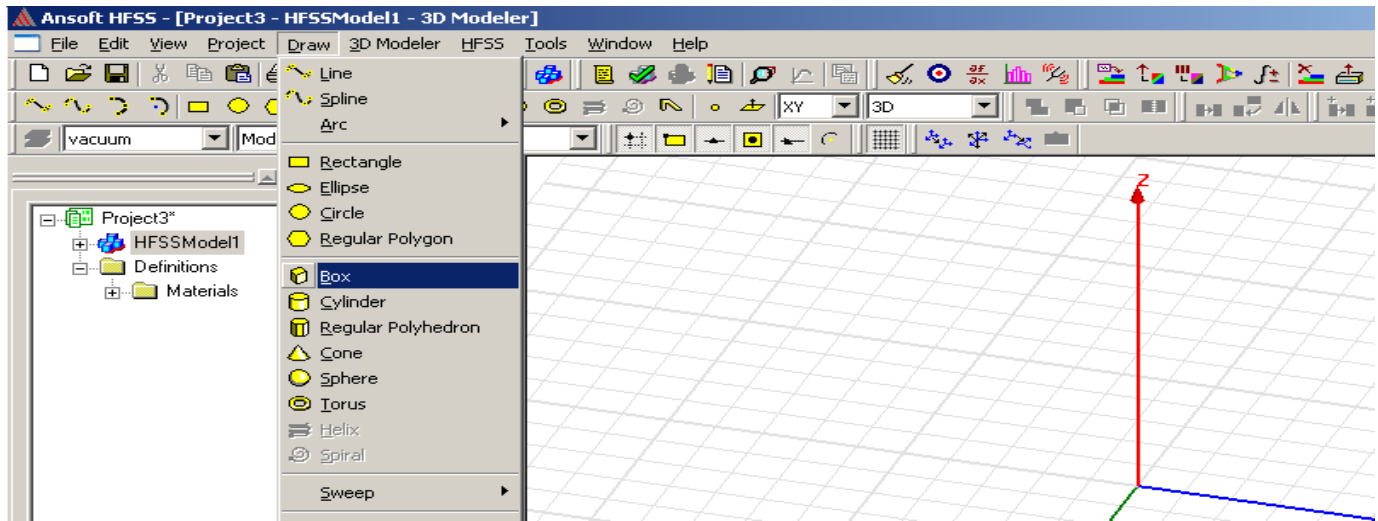 Ansoft HFSS - [Project3 - HFSSModel1 - 3D Modeler]
File Edit View Project Draw 3D Modeler HFSS Tools Window Help
XY 3D
vacuum Mod
Line
Spline
Arc
Rectangle
Ellipse
Circle
Regular Polygon
Box
Cylinder
Regular Polyhedron
Cone
Sphere
Torus
Helix
Spiral
Sweep
Project3*
HFSSModel1
Definitions
Materials
Z